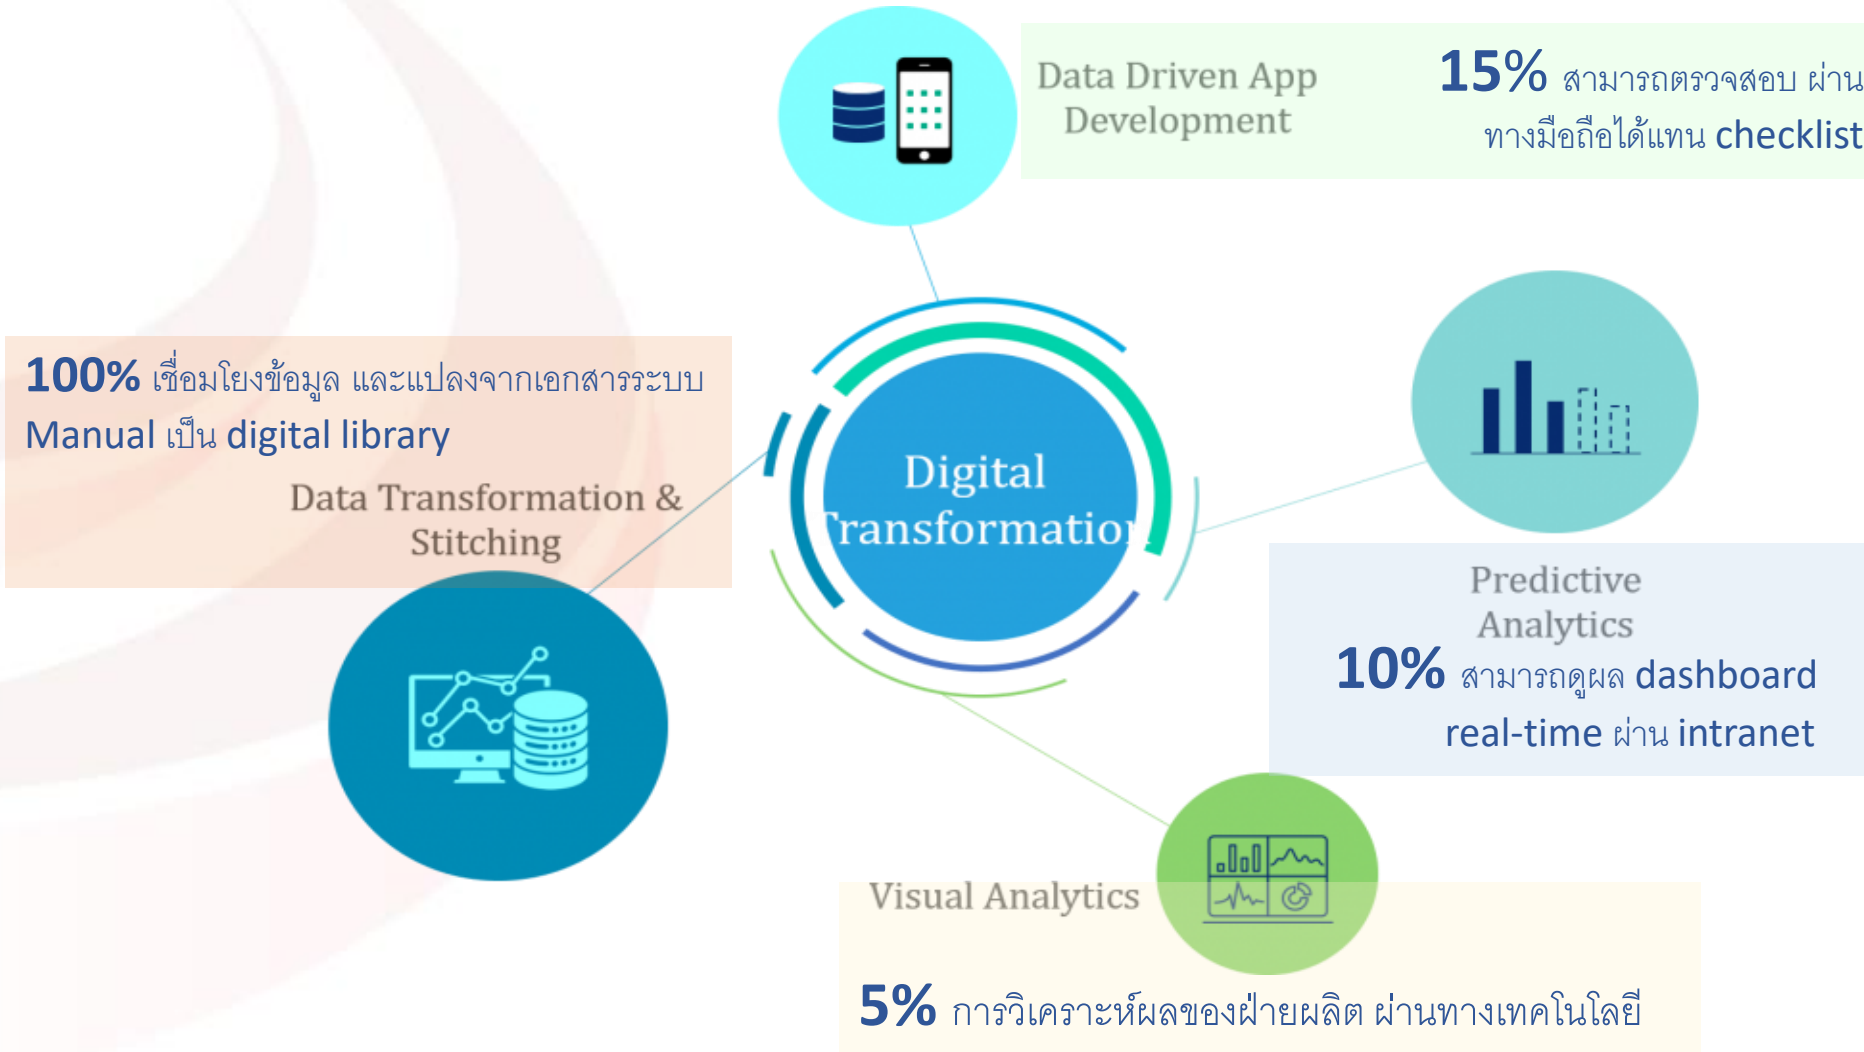 Data Driven App
Development
15% สามารถตรวจสอบ ผ่าน
ทางมือถือได้แทน checklist
100% เชื่อมโยงข้อมูล และแปลงจากเอกสารระบบ
Manual เป็น digital library
Data Transformation &
Stitching
Digital
Transformation
Predictive
Analytics
10% สามารถดูผล dashboard
real-time ผ่าน intranet
Visual Analytics
5% การวิเคราะห์ผลของฝ่ายผลิต ผ่านทางเทคโนโลยี